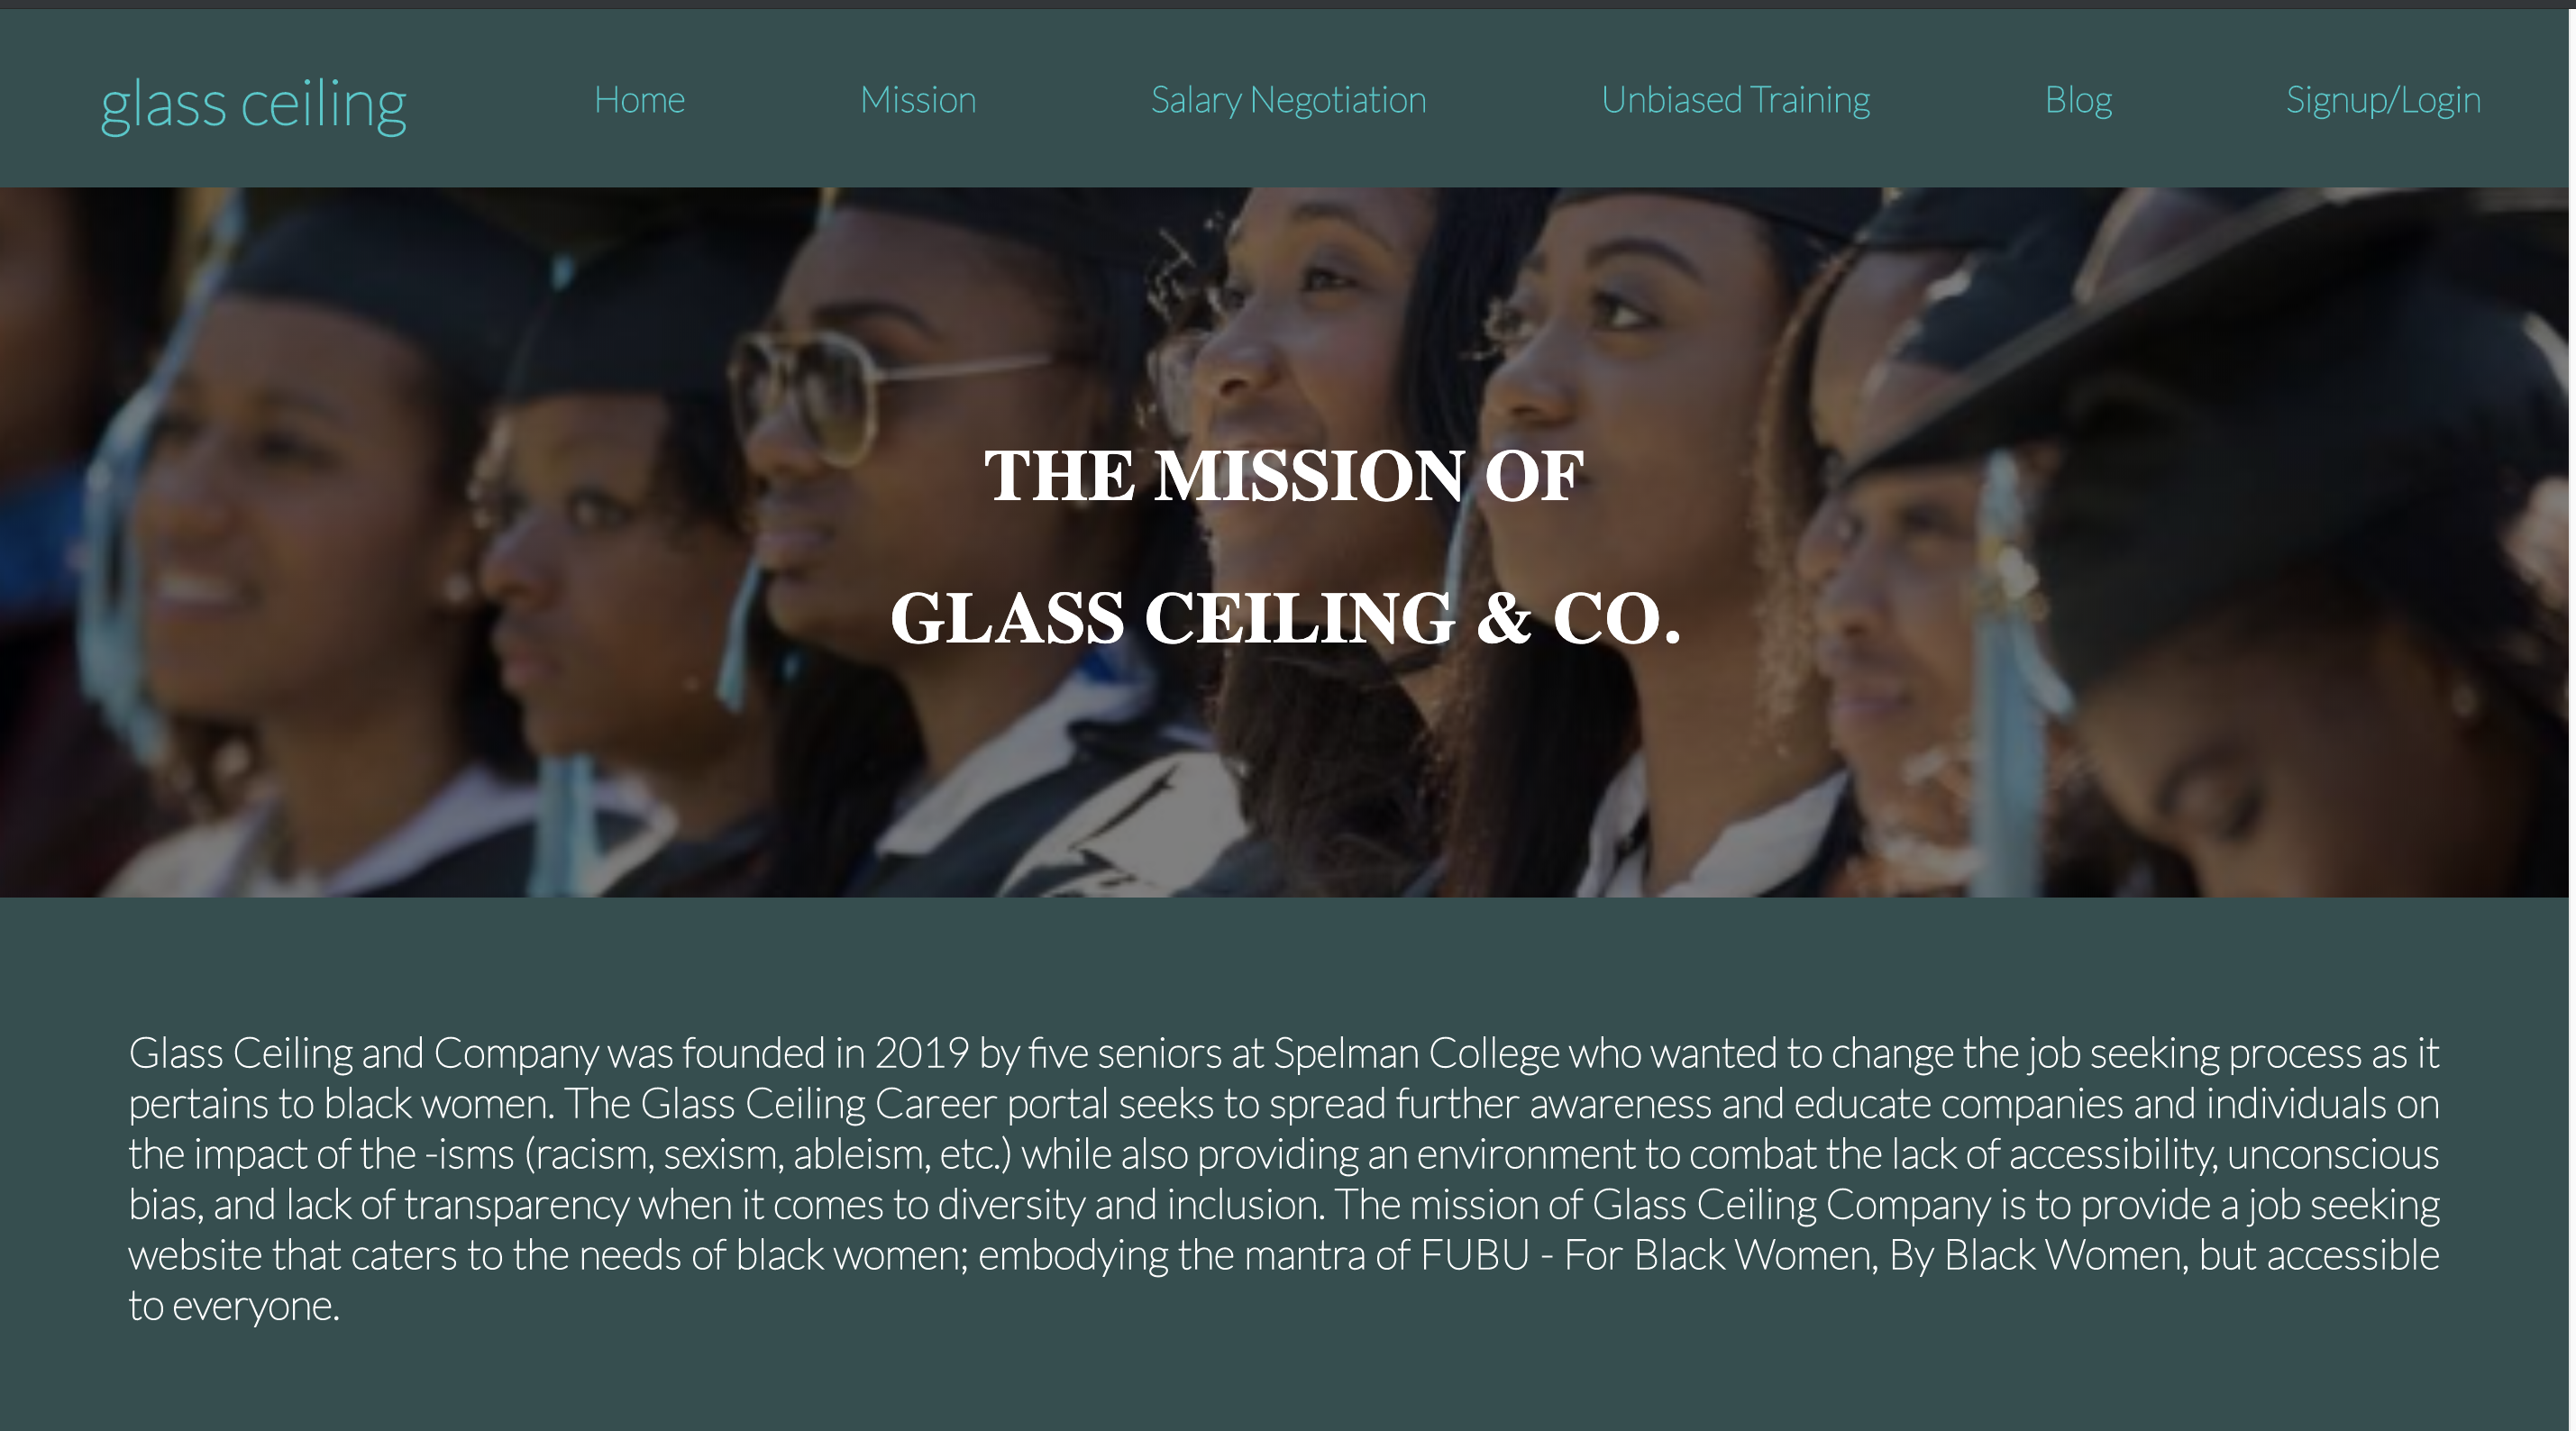 glass ceiling
Home
Mission
Salary Negotiation
Unbiased Training
Blog
Signup/Login
THE MISSION OF
GLASS CEILING & CO.
Glass Ceiling and Company was founded in 2019 by five seniors at Spelman College who wanted to change the job seeking process as it
pertains to black women. The Glass Ceiling Career portal seeks to spread further awareness and educate companies and individuals on
the impact of the -isms (racism, sexism, ableism, etc.) while also providing an environment to combat the lack of accessibility, unconscious
bias, and lack of transparency when it comes to diversity and inclusion. The mission of Glass Ceiling Company is to provide a job seeking
website that caters to the needs of black women; embodying the mantra of FUBU - For Black Women, By Black Women, but accessible
to everyone.